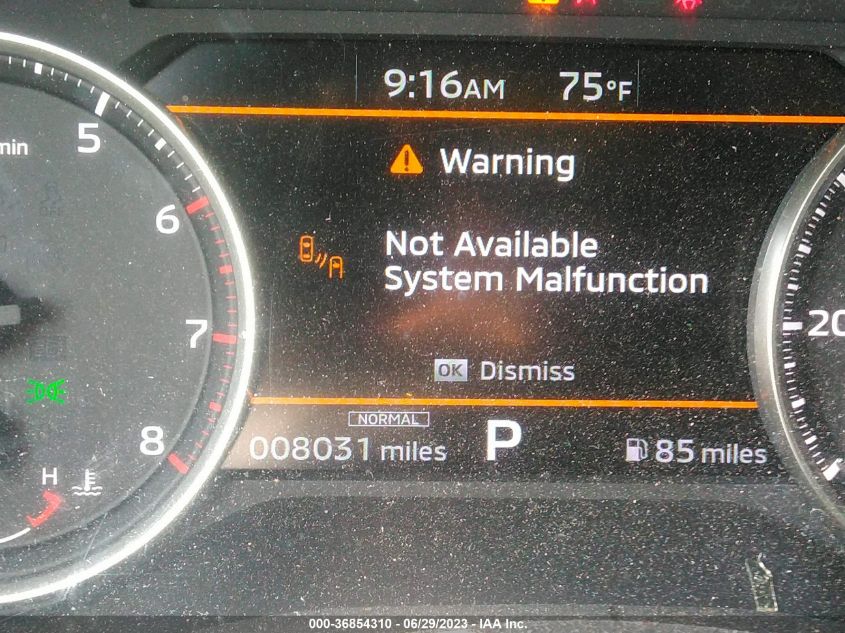 9:16AM 75°F
Warning
Not Available
System Malfunction
OK Dismiss
NORMAL
008031 miles P 85 miles
min
5
6
7
8
H
20
000-36854310 - 06/29/2023 - IAA Inc.